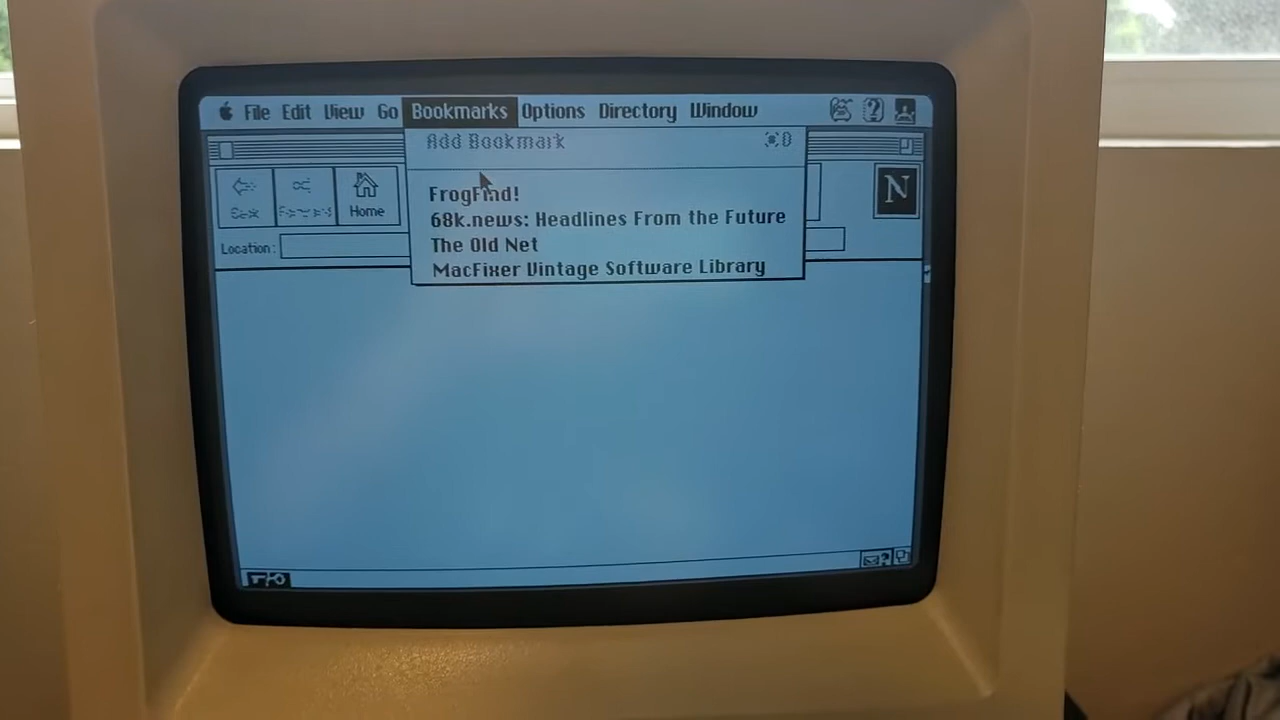 File Edit View Go Bookmarks Options Directory Window
Add Bookmark
Home
N
FrogFind!
68k.news: Headlines From the Future
The Old Net
MacFixer Vintage Software Library
Location: